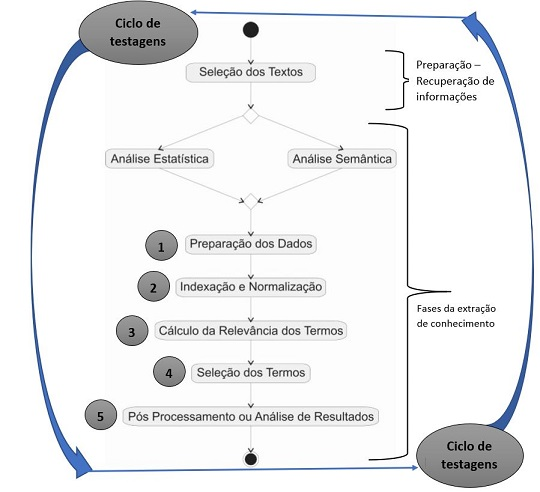 Ciclo de
testagens
Seleção dos Textos
Preparação –
Recuperação de
informações
Análise Estatística
Análise Semântica
1
Preparação dos Dados
2
Indexação e Normalização
3
Cálculo da Relevância dos Termos
Fases da extração
de conhecimento
4
Seleção dos Termos
5
Pós Processamento ou Análise de Resultados
Ciclo de
testagens